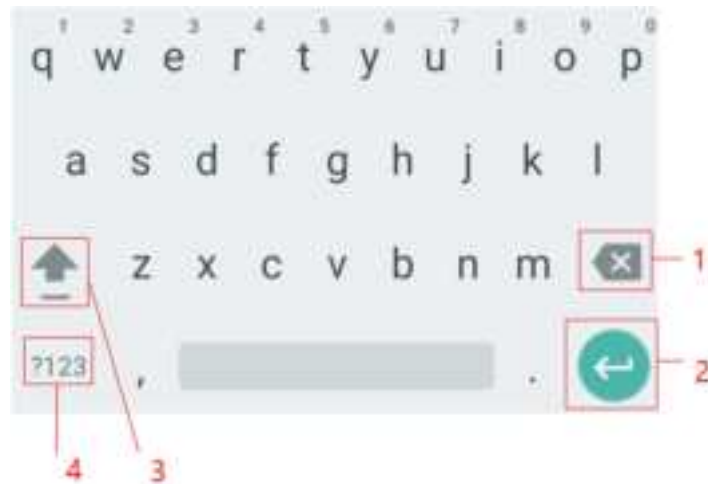 1 2 3 4 5 6 7 8 9 0
q w e r t y u i o p
a s d f g h j k l
z x c v b n m 1
?123 , . 2
4 3